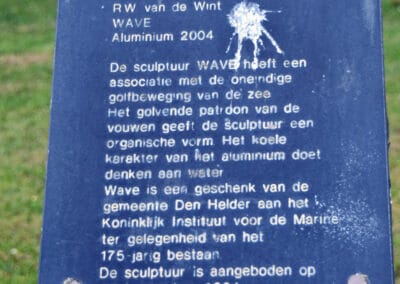 RW van de Wint
WAVE
Aluminium 2004
De sculptuur WAVE heeft een
associatie met de oneindige
golfbeweging van de zee
Het golvende patroon van de
vouwen geeft de sculptuur een
organische vorm. Het koele
karakter van het aluminium doet
denken aan water
Wave is een geschenk van de
gemeente Den Helder aan het
Koninklijk Instituut voor de Marine
ter gelegenheid van het
175-jarig bestaan.
De sculptuur is aangeboden op